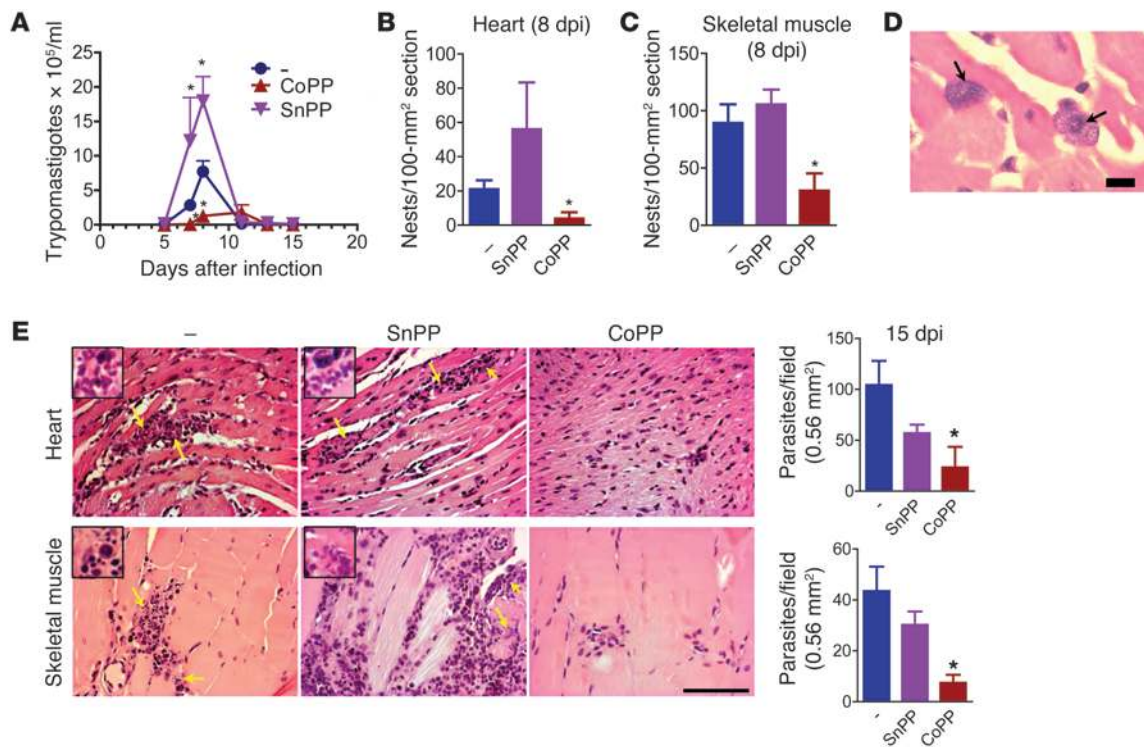 A
Trypomastigotes × 10⁵/ml
25
20
15
10
5
0
0 5 10 15 20
Days after infection
–
CoPP
SnPP
*
*
*
*
B
Heart (8 dpi)
Nests/100-mm² section
100
80
60
40
20
0
*
–
SnPP
CoPP
C
Skeletal muscle
(8 dpi)
Nests/100-mm² section
150
100
50
0
*
–
SnPP
CoPP
D
E
– SnPP CoPP
Heart
Skeletal muscle
15 dpi
Parasites/field
(0.56 mm²)
150
100
50
0
*
-
SnPP
CoPP
Parasites/field
(0.56 mm²)
60
40
20
0
*
-
SnPP
CoPP